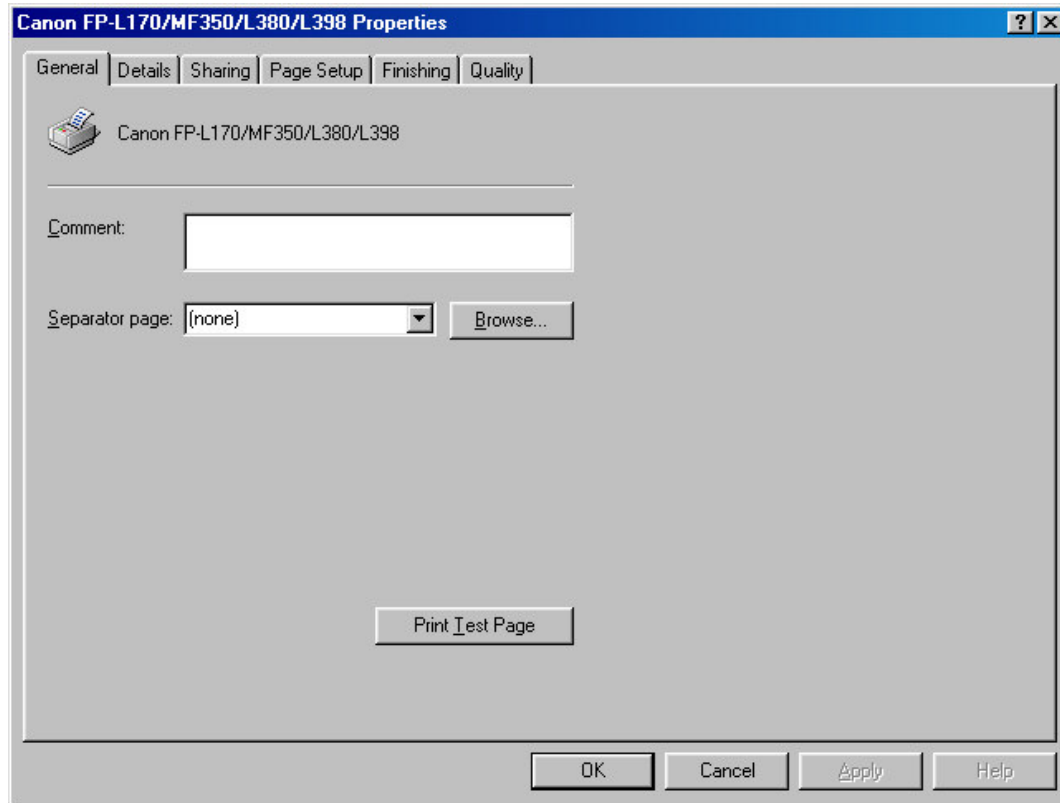 Canon FP-L170/MF350/L380/L398 Properties
General Details Sharing Page Setup Finishing Quality
Canon FP-L170/MF350/L380/L398
Comment:
Separator page: (none) Browse...
Print Test Page
OK Cancel Apply Help